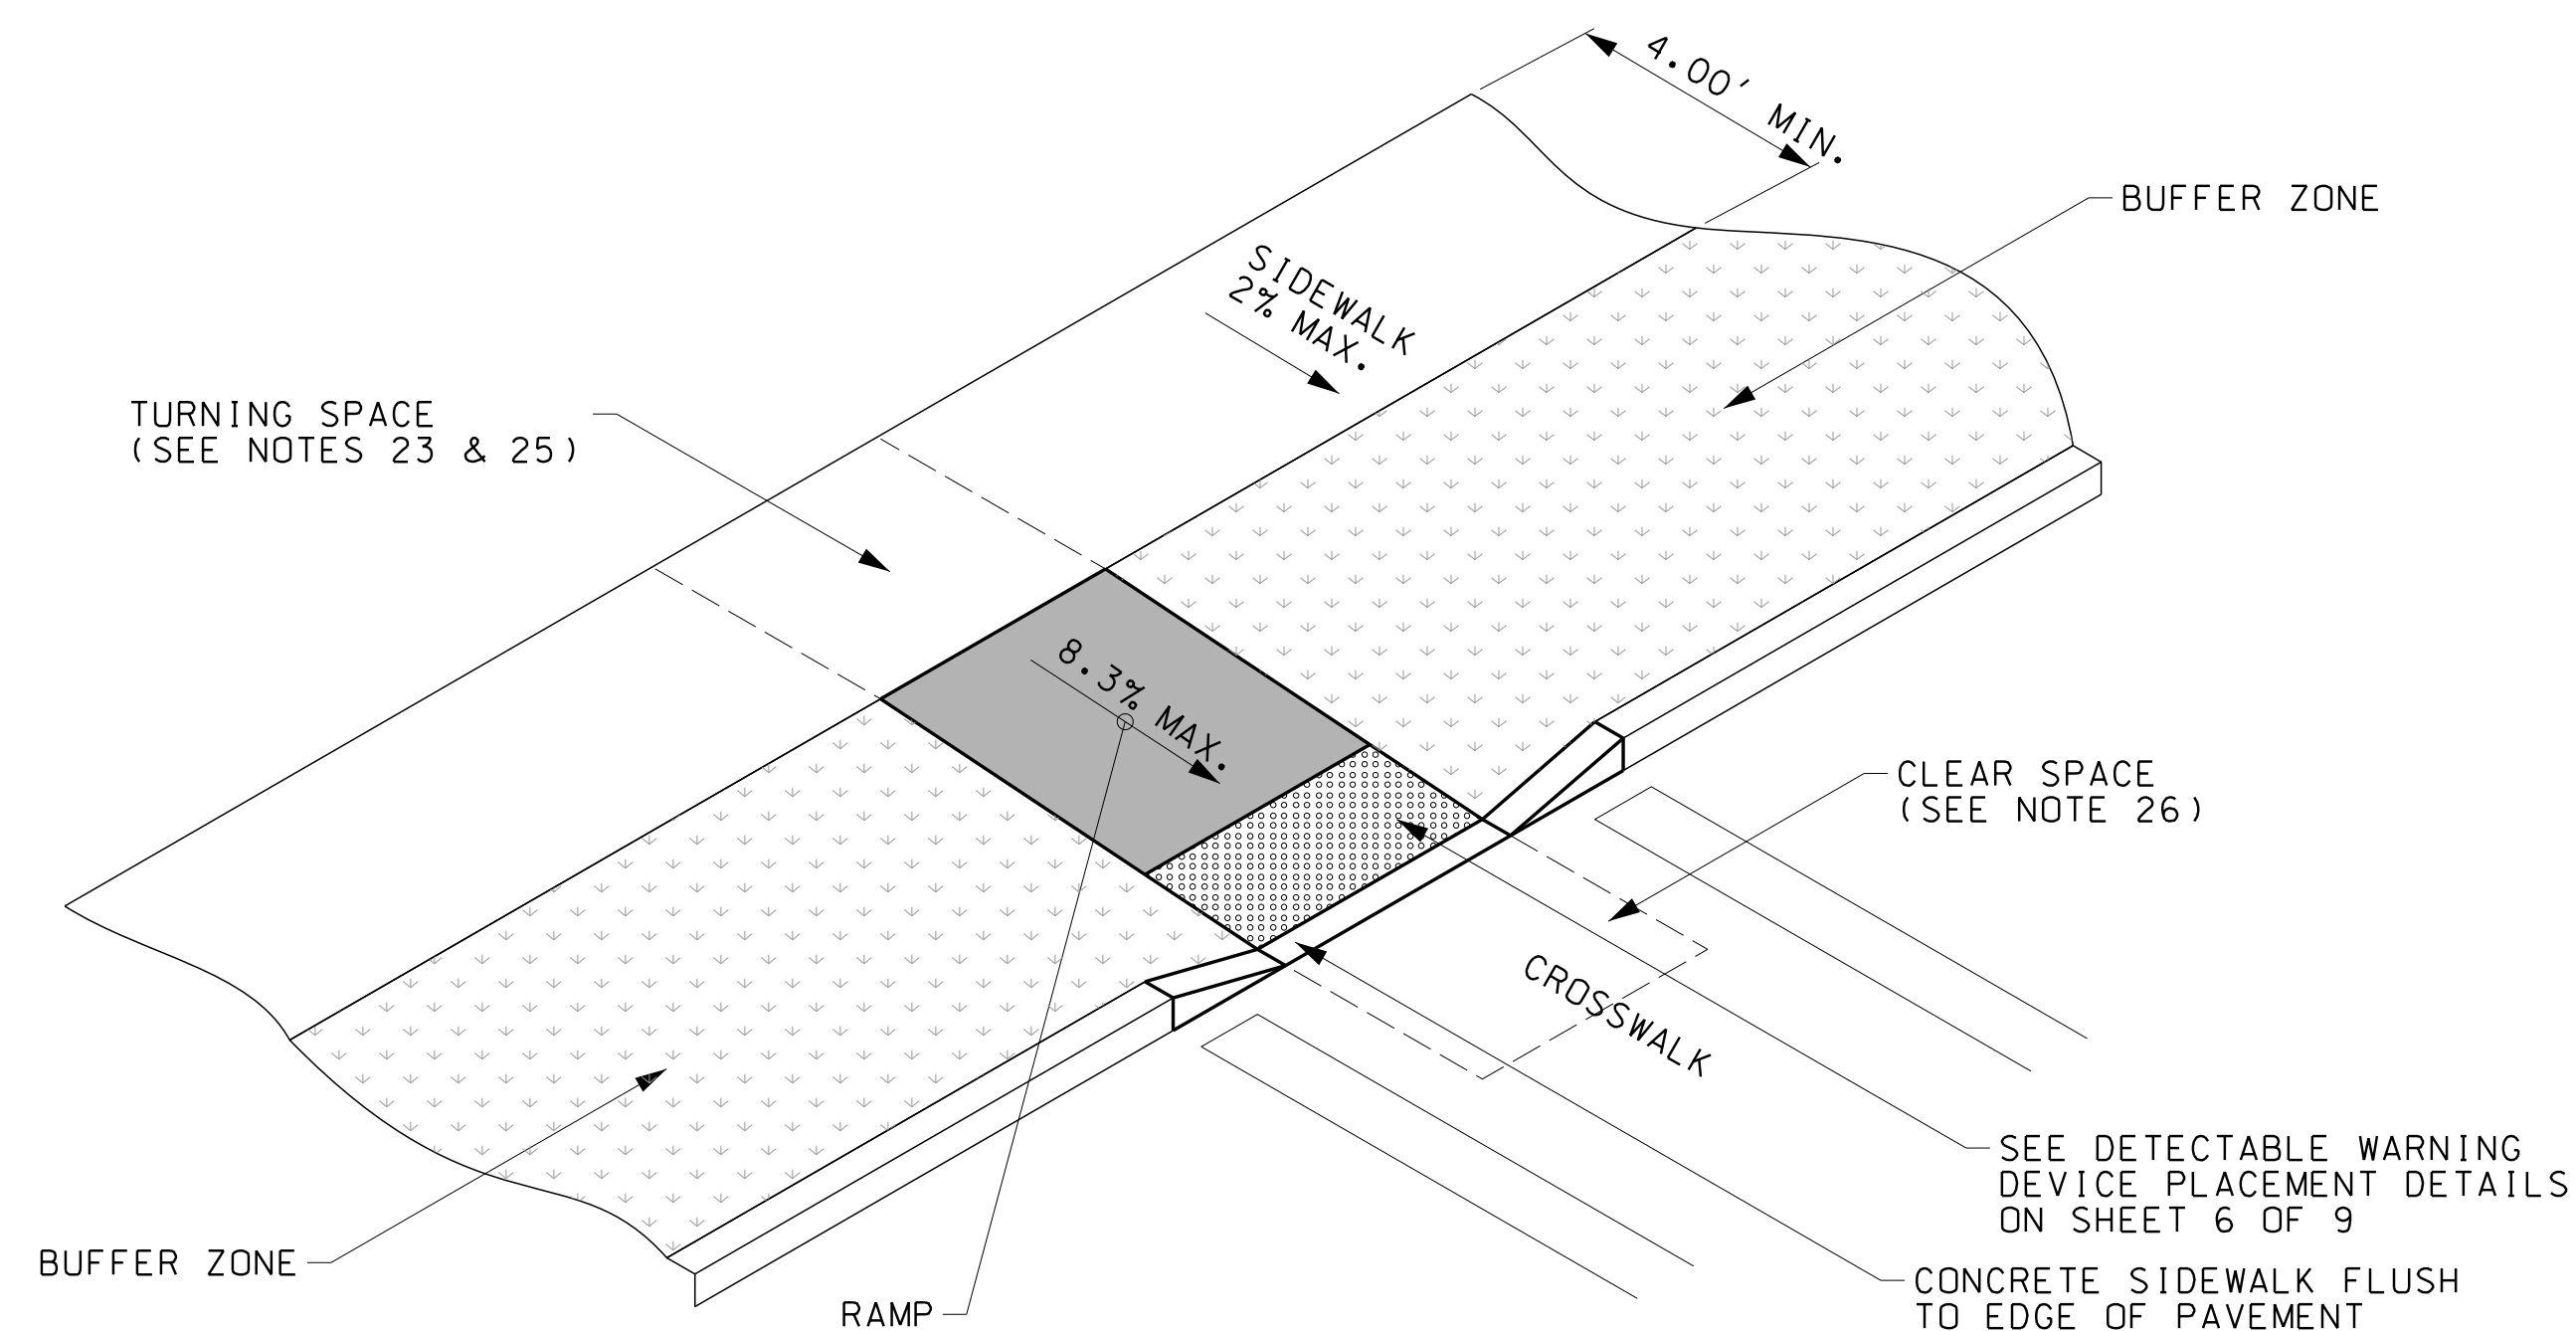 4.00' MIN.
BUFFER ZONE
SIDEWALK
2% MAX.
TURNING SPACE
(SEE NOTES 23 & 25)
8.3% MAX.
CLEAR SPACE
(SEE NOTE 26)
CROSSWALK
SEE DETECTABLE WARNING
DEVICE PLACEMENT DETAILS
ON SHEET 6 OF 9
BUFFER ZONE
CONCRETE SIDEWALK FLUSH
TO EDGE OF PAVEMENT
RAMP